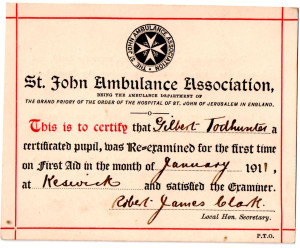 THE ST. JOHN AMBULANCE ASSOCIATION.
St. John Ambulance Association,
BEING THE AMBULANCE DEPARTMENT OF
THE GRAND PRIORY OF THE ORDER OF THE HOSPITAL OF ST. JOHN OF JERUSALEM IN ENGLAND.
This is to certify that Gilbert Todhunter a
certificated pupil, was Re-examined for the first time
on First Aid in the month of January 1911,
at Keswick and satisfied the Examiner.
Robert James Clark.
Local Hon. Secretary.
P.T.O.